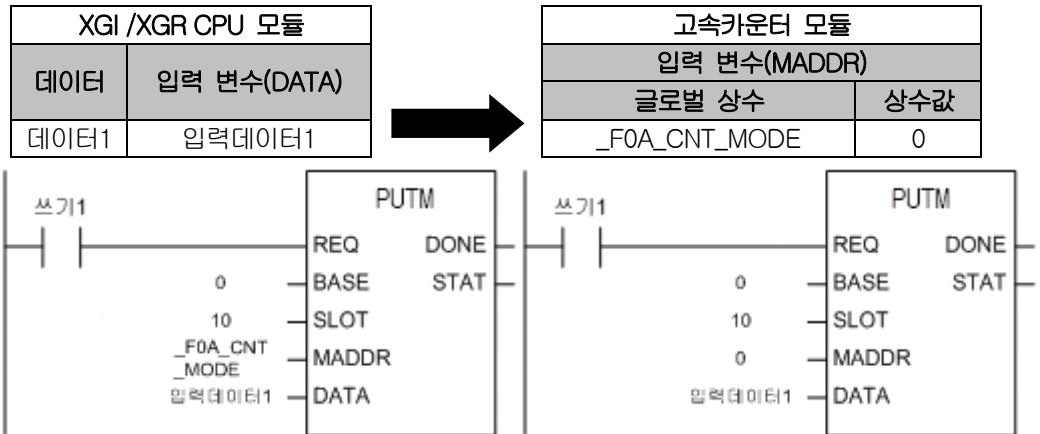 XGI /XGR CPU 모듈
데이터 입력 변수(DATA)
데이터1 입력데이터1
고속카운터 모듈
입력 변수(MADDR)
글로벌 상수 상수값
_F0A_CNT_MODE 0
쓰기1
PUTM
REQ DONE
0 BASE STAT
10 SLOT
_F0A_CNT
_MODE
MADDR
입력데이터1 DATA
쓰기1
PUTM
REQ DONE
0 BASE STAT
10 SLOT
0 MADDR
입력데이터1 DATA